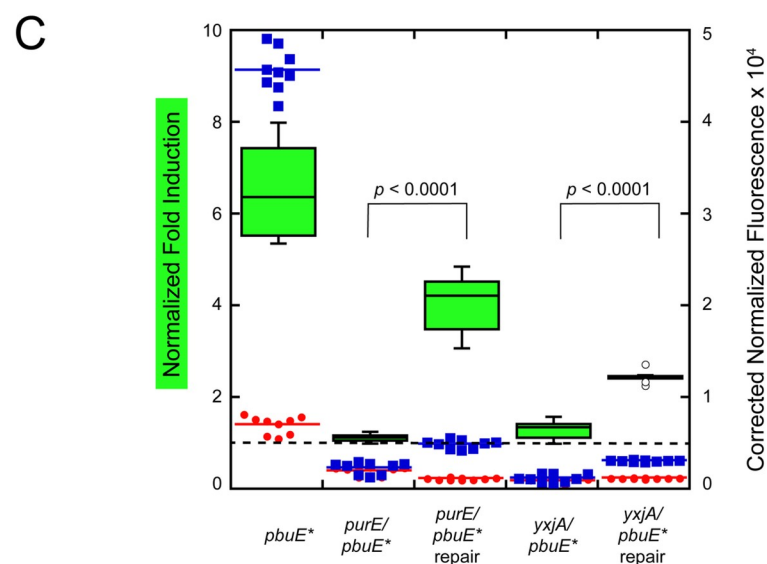 C
10
8
6
4
2
0
Normalized Fold Induction
5
4
3
2
1
0
Corrected Normalized Fluorescence x 10⁴
p < 0.0001
p < 0.0001
pbuE*
purE/
pbuE*
purE/
pbuE*
repair
yxjA/
pbuE*
yxjA/
pbuE*
repair